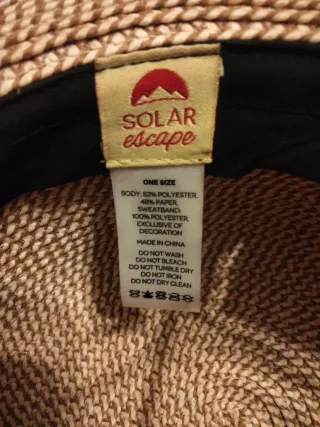 SOLAR
escape
ONE SIZE
BODY: 52% POLYESTER,
48% PAPER,
SWEATBAND:
100% POLYESTER,
EXCLUSIVE OF
DECORATION
MADE IN CHINA
DO NOT WASH
DO NOT BLEACH
DO NOT TUMBLE DRY
DO NOT IRON
DO NOT DRY CLEAN